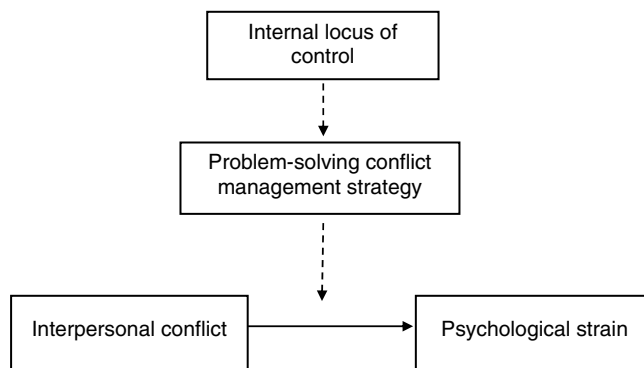 Internal locus of
control
Problem-solving conflict
management strategy
Interpersonal conflict
Psychological strain